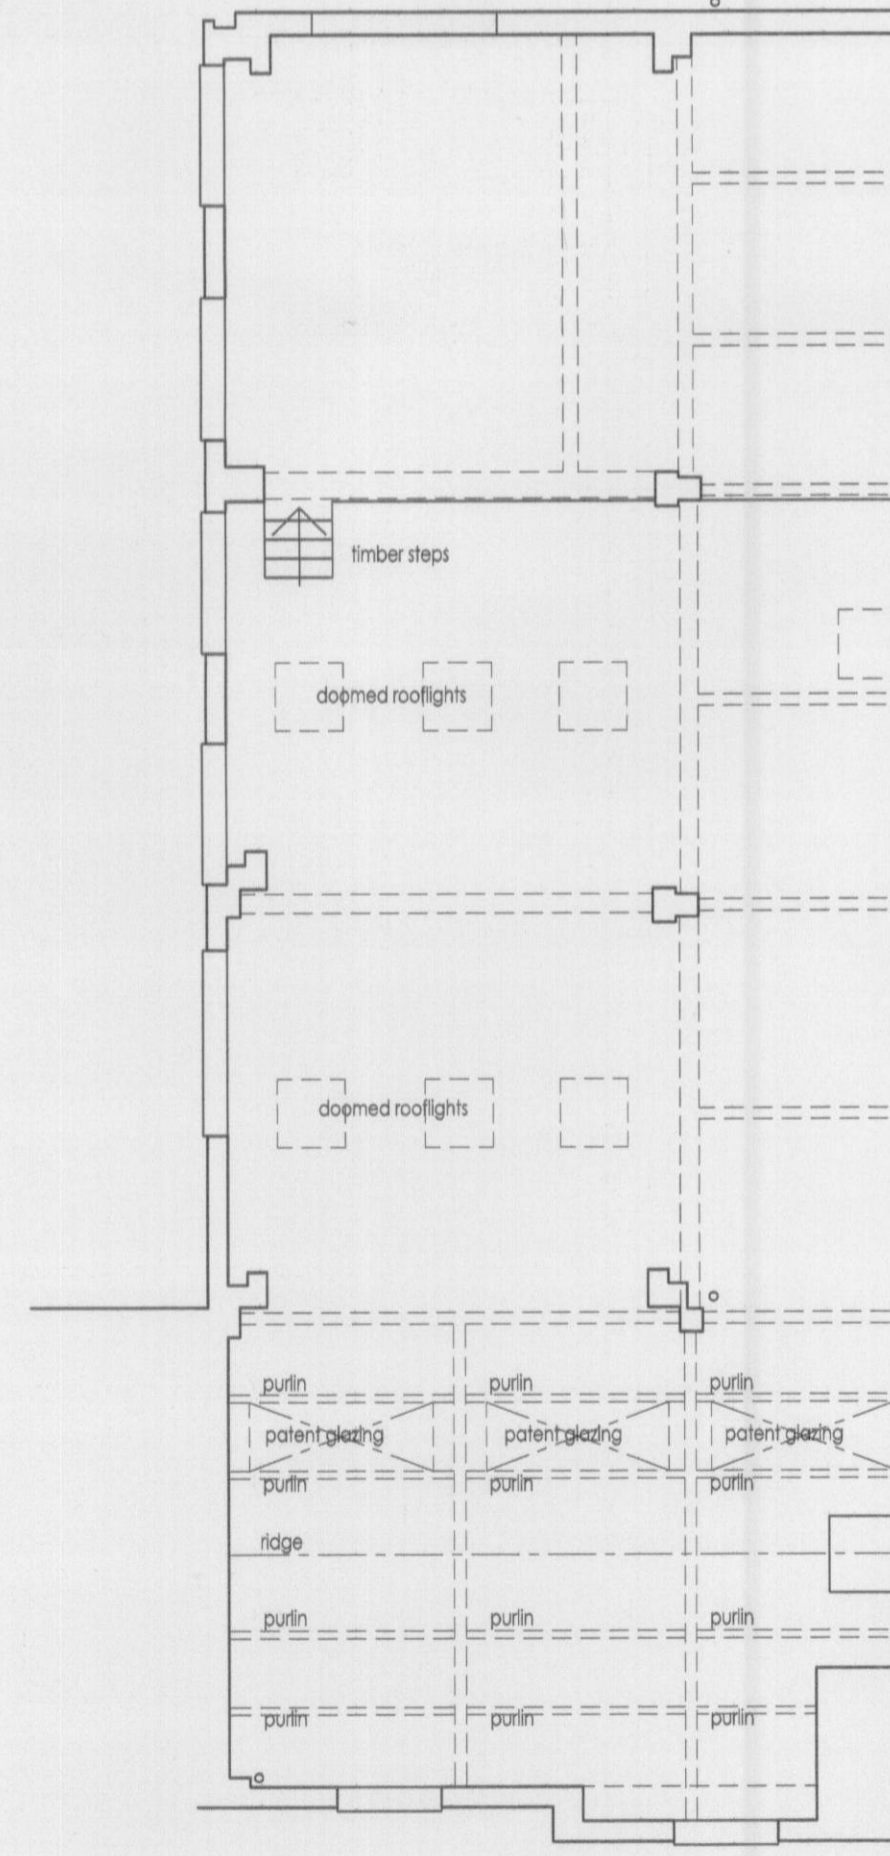 timber steps
doomed rooflights
doomed rooflights
purlin purlin purlin
patent glazing patent glazing patent glazing
purlin purlin purlin
ridge
purlin purlin purlin
purlin purlin purlin